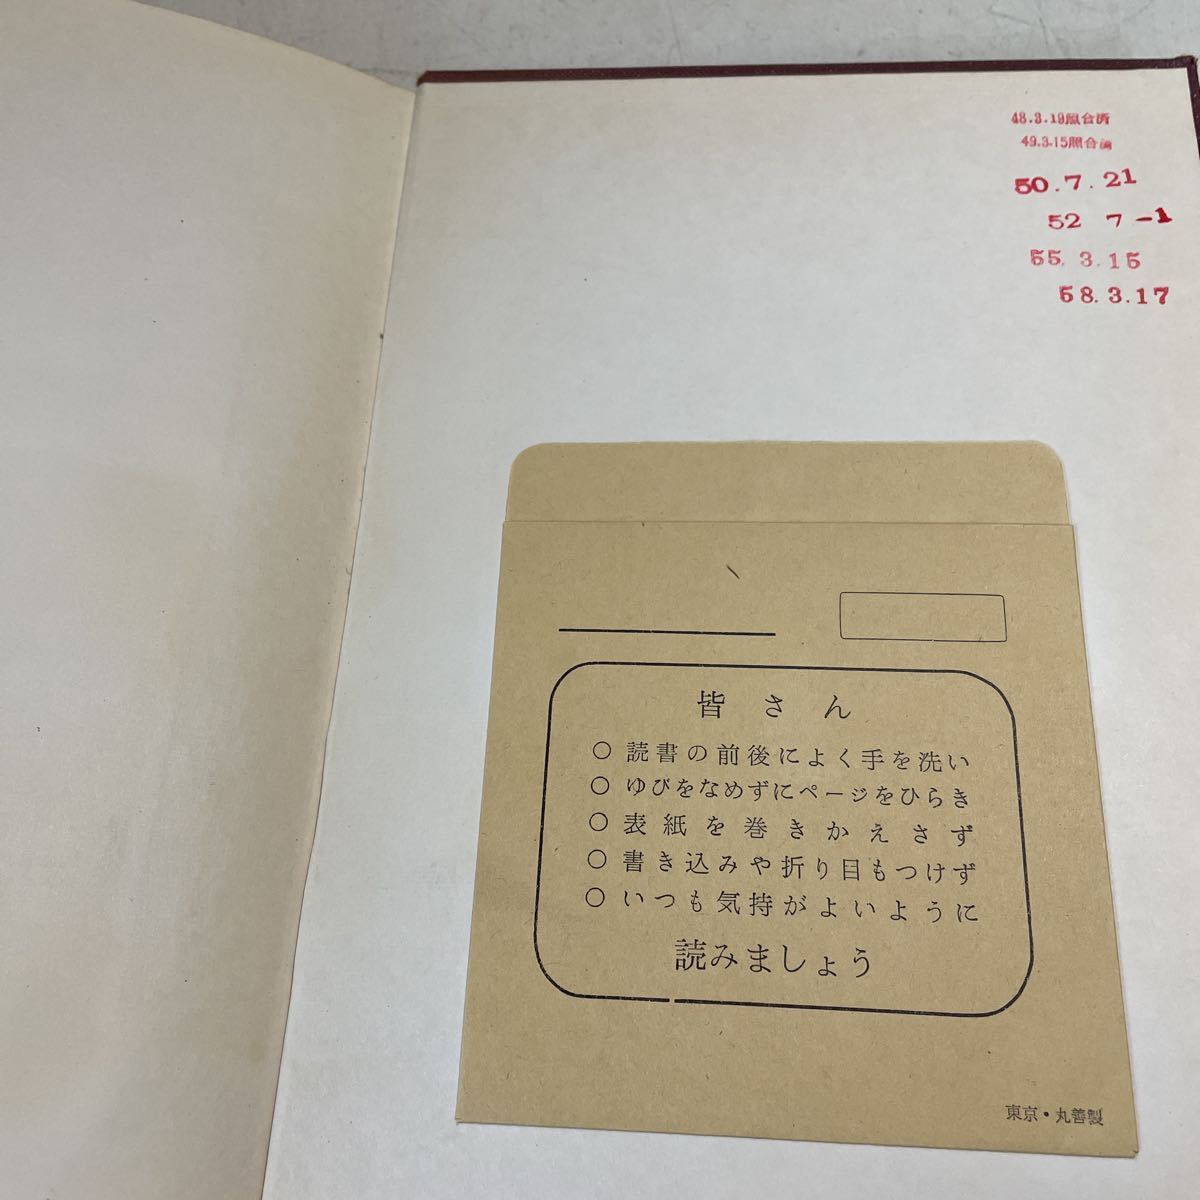 48.3.19照合済
49.3.15照合済
50.7.21
52 7-1
55.3.15
58.3.17
皆さん
○ 読書の前後によく手を洗い
○ ゆびをなめずにページをひらき
○ 表紙を巻きかえさず
○ 書き込みや折り目もつけず
○ いつも気持がよいように
読みましょう
東京・丸善製